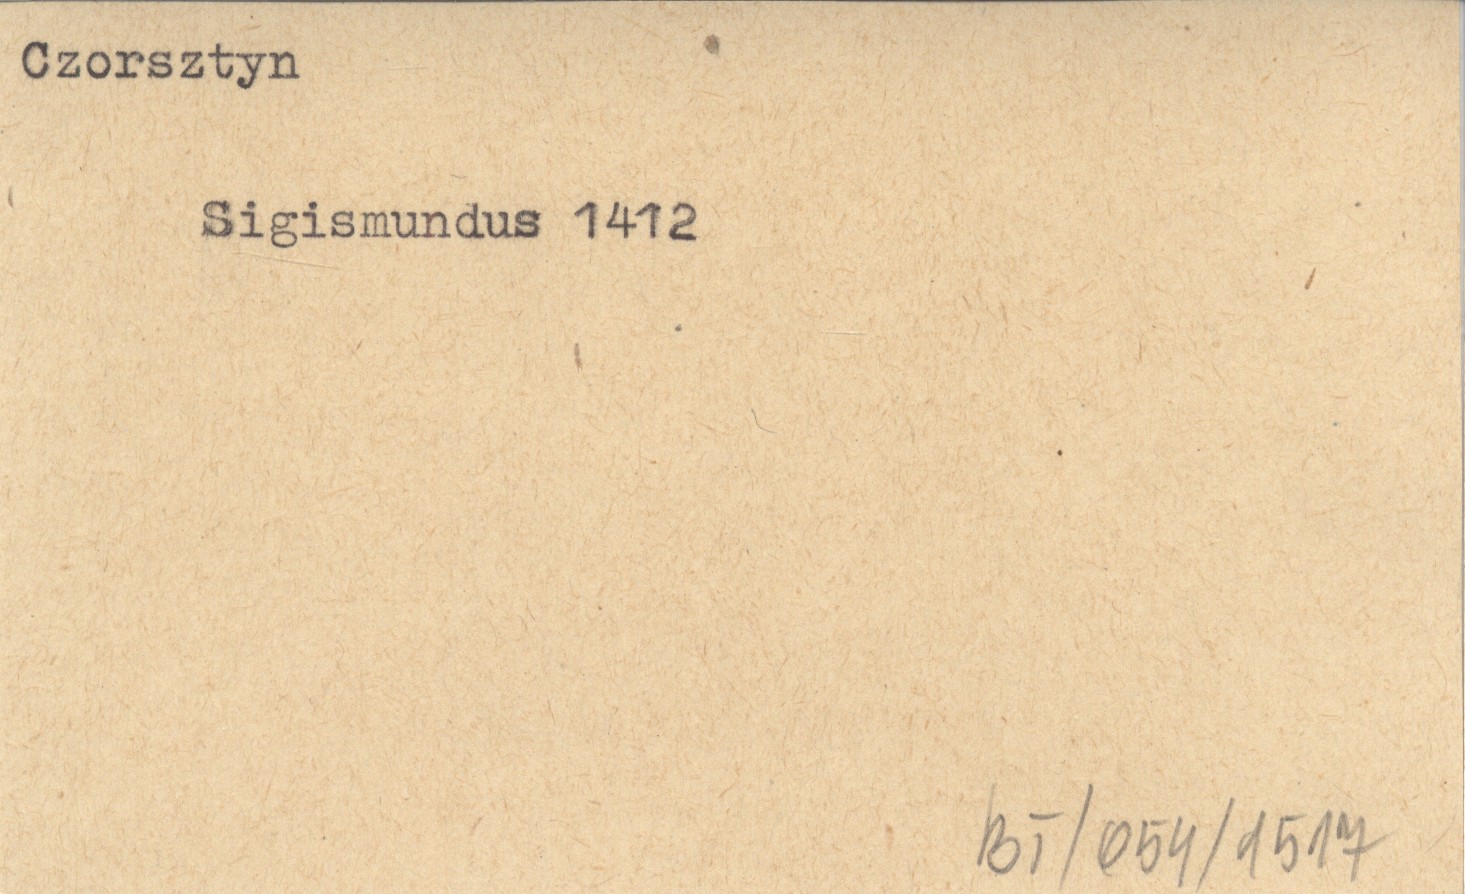 Czorsztyn
Sigismundus 1412
BI/054/1517